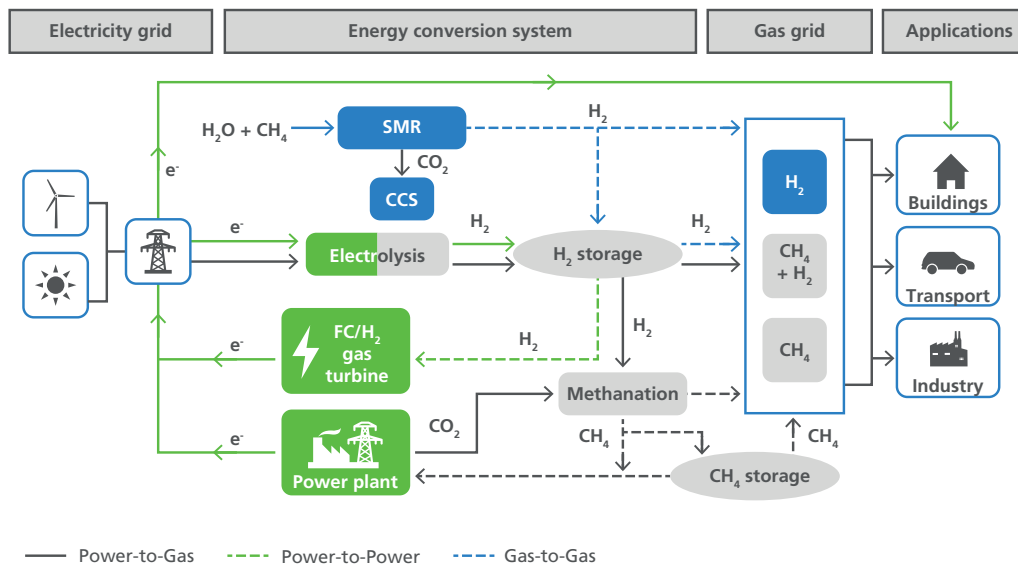 Electricity grid
Energy conversion system
Gas grid
Applications
H₂O + CH₄
SMR
H₂
e⁻
CO₂
CCS
H₂
Buildings
e⁻
Electrolysis
H₂
H₂ storage
H₂
CH₄
+ H₂
Transport
e⁻
FC/H₂
gas
turbine
H₂
H₂
CH₄
Industry
Methanation
e⁻
CO₂
CH₄
CH₄
Power plant
CH₄ storage
Power-to-Gas
Power-to-Power
Gas-to-Gas